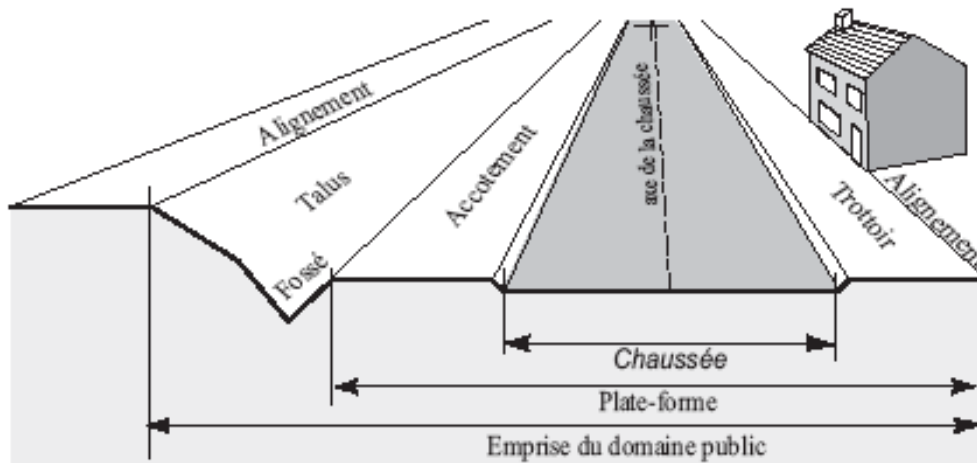 Alignement
Talus
Fossé
Accotement
axe de la chaussée
Trottoir
Alignement
Chaussée
Plate-forme
Emprise du domaine public